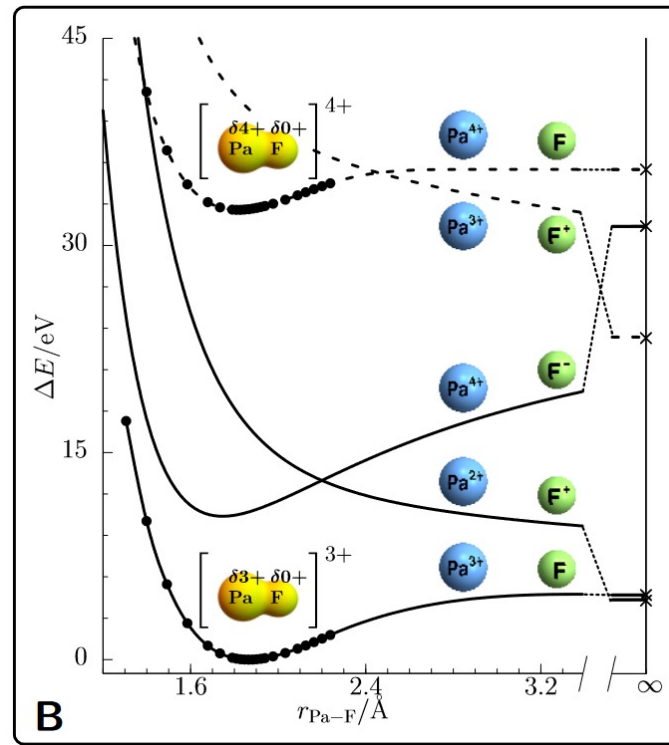 45
30
15
0
ΔE/eV
[δ4+ δ0+
Pa F]4+
Pa4+ F
Pa3+ F+
Pa4+ F-
Pa2+ F+
[δ3+ δ0+
Pa F]3+
Pa3+ F
1.6 2.4 3.2 ∞
rPa−F/Å
B